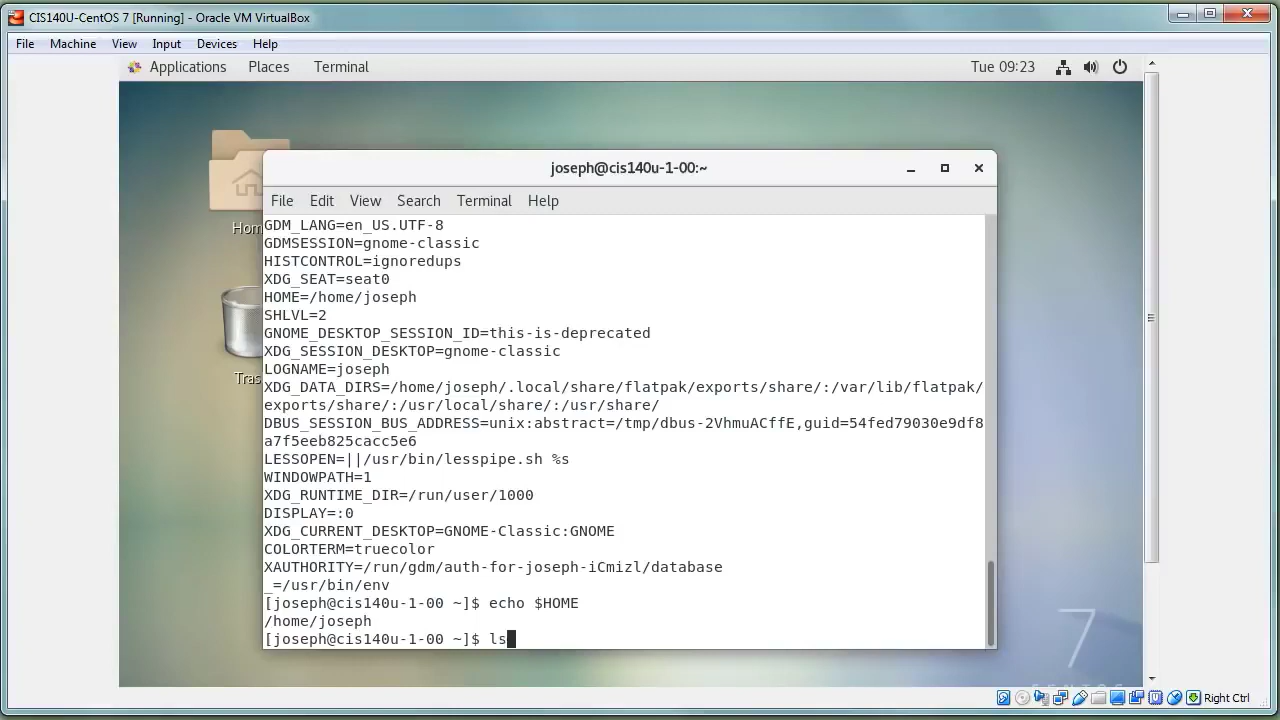 CIS140U-CentOS 7 [Running] - Oracle VM VirtualBox
File Machine View Input Devices Help
Applications Places Terminal Tue 09:23
Home
Trash
joseph@cis140u-1-00:~
File Edit View Search Terminal Help
GDM_LANG=en_US.UTF-8
GDMSESSION=gnome-classic
HISTCONTROL=ignoredups
XDG_SEAT=seat0
HOME=/home/joseph
SHLVL=2
GNOME_DESKTOP_SESSION_ID=this-is-deprecated
XDG_SESSION_DESKTOP=gnome-classic
LOGNAME=joseph
XDG_DATA_DIRS=/home/joseph/.local/share/flatpak/exports/share/:/var/lib/flatpak/
exports/share/:/usr/local/share/:/usr/share/
DBUS_SESSION_BUS_ADDRESS=unix:abstract=/tmp/dbus-2VhmuACffE,guid=54fed79030e9df8
a7f5eeb825cacc5e6
LESSOPEN=||/usr/bin/lesspipe.sh %s
WINDOWPATH=1
XDG_RUNTIME_DIR=/run/user/1000
DISPLAY=:0
XDG_CURRENT_DESKTOP=GNOME-Classic:GNOME
COLORTERM=truecolor
XAUTHORITY=/run/gdm/auth-for-joseph-iCmizl/database
_=/usr/bin/env
[joseph@cis140u-1-00 ~]$ echo $HOME
/home/joseph
[joseph@cis140u-1-00 ~]$ ls
7
Right Ctrl